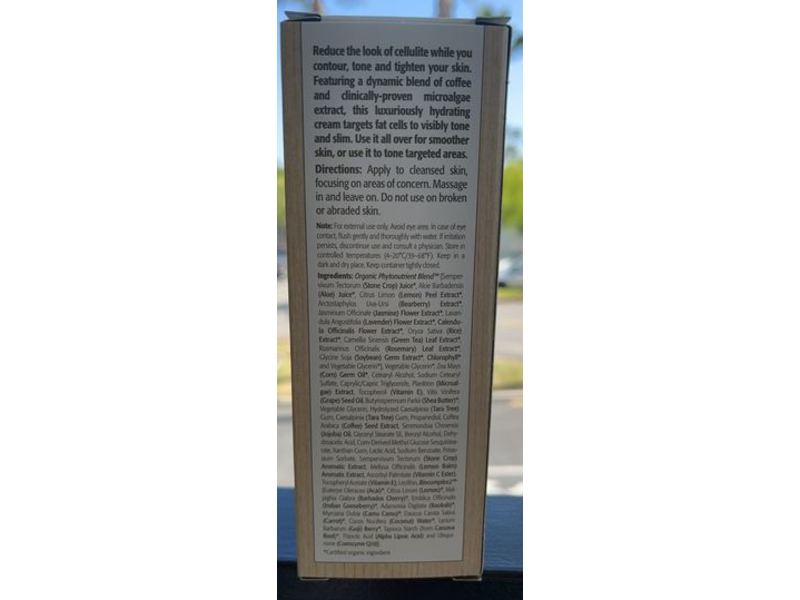 Reduce the look of cellulite while you
contour, tone and tighten your skin.
Featuring a dynamic blend of coffee
and clinically-proven microalgae
extract, this luxuriously hydrating
cream targets fat cells to visibly tone
and slim. Use it all over for smoother
skin, or use it to tone targeted areas.
Directions: Apply to cleansed skin,
focusing on areas of concern. Massage
in and leave on. Do not use on broken
or abraded skin.
Note: For external use only. Avoid eye area. In case of eye
contact, flush gently and thoroughly with water. If irritation
persists, discontinue use and consult a physician. Store in
controlled temperatures (4-20°C/39-68°F). Keep in a
dark and dry place. Keep container tightly closed.
Ingredients: Organic Phytonutrient Blend™ [Semper-
vivum Tectorum (Stone Crop) Juice*, Aloe Barbadensis
(Aloe) Juice*, Citrus Limon (Lemon) Peel Extract*,
Arctostaphylos Uva-Ursi (Bearberry) Extract*,
Jasminum Officinale (Jasmine) Flower Extract*, Lavan-
dula Angustifolia (Lavender) Flower Extract*, Calendu-
la Officinalis Flower Extract*, Oryza Sativa (Rice)
Extract*, Camellia Sinensis (Green Tea) Leaf Extract*,
Rosmarinus Officinalis (Rosemary) Leaf Extract*,
Glycine Soja (Soybean) Germ Extract*, Chlorophyll*
and Vegetable Glycerin*], Vegetable Glycerin*, Zea Mays
(Corn) Germ Oil*, Cetearyl Alcohol, Sodium Cetearyl
Sulfate, Caprylic/Capric Triglyceride, Plankton (Microal-
gae) Extract, Tocopherol (Vitamin E), Vitis Vinifera
(Grape) Seed Oil, Butyrospermum Parkii (Shea Butter)*,
Vegetable Glycerin, Hydrolyzed Caesalpinia (Tara Tree)
Gum, Caesalpinia (Tara Tree) Gum, Propanediol, Coffea
Arabica (Coffee) Seed Extract, Simmondsia Chinensis
(Jojoba) Oil, Glyceryl Stearate SE, Benzyl Alcohol, Dehy-
droacetic Acid, Corn-Derived Methyl Glucose Sesquistea-
rate, Xanthan Gum, Lactic Acid, Sodium Benzoate, Potas-
sium Sorbate, Sempervivum Tectorum (Stone Crop)
Aromatic Extract, Melissa Officinalis (Lemon Balm)
Aromatic Extract, Ascorbyl Palmitate (Vitamin C Ester),
Tocopheryl Acetate (Vitamin E), Lecithin, Biocomplex2™
[Euterpe Oleracea (Acai)*, Citrus Limon (Lemon)*, Mal-
pighia Glabra (Barbados Cherry)*, Emblica Officinalis
(Indian Gooseberry)*, Adansonia Digitata (Baobab)*,
Myrciaria Dubia (Camu Camu)*, Daucus Carota Sativa
(Carrot)*, Cocos Nucifera (Coconut) Water*, Lycium
Barbarum (Goji) Berry*, Tapioca Starch (from Cassava
Root)*, Thioctic Acid (Alpha Lipoic Acid) and Ubiqui-
none (Coenzyme Q10)].
*Certified organic ingredient